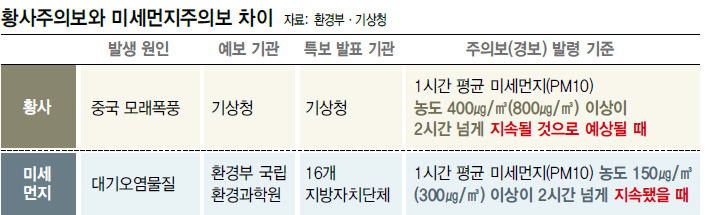 황사주의보와 미세먼지주의보 차이 자료: 환경부·기상청
발생 원인 예보 기관 특보 발표 기관 주의보(경보) 발령 기준
황사 중국 모래폭풍 기상청 기상청
1시간 평균 미세먼지(PM10)
농도 400㎍/㎥(800㎍/㎥) 이상이
2시간 넘게 지속될 것으로 예상될 때
미세
먼지
대기오염물질
환경부 국립
환경과학원
16개
지방자치단체
1시간 평균 미세먼지(PM10) 농도 150㎍/㎥
(300㎍/㎥) 이상이 2시간 넘게 지속됐을 때